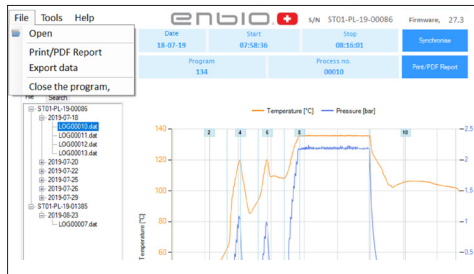 File Tools Help
enbio. S/N ST01-PL-19-00086 Firmware, 27.3
Open
Print/PDF Report
Export data
Close the program,
Date Start Stop
18-07-19 07:58:36 08:16:01
Synchronise
Program Process no.
134 00010
Print/PDF Report
File Search
ST01-PL-19-00086
2019-07-18
LOG00010.dat
LOG00011.dat
LOG00012.dat
LOG00013.dat
2019-07-20
2019-07-22
2019-07-25
2019-07-26
2019-07-29
ST01-PL-19-01385
2019-08-23
LOG00007.dat
Temperature [°C] Pressure [bar]
2 4 6 8 10
140
120
100
80
60
Temperature [°C]
2.5
2
1.5
1
0.5